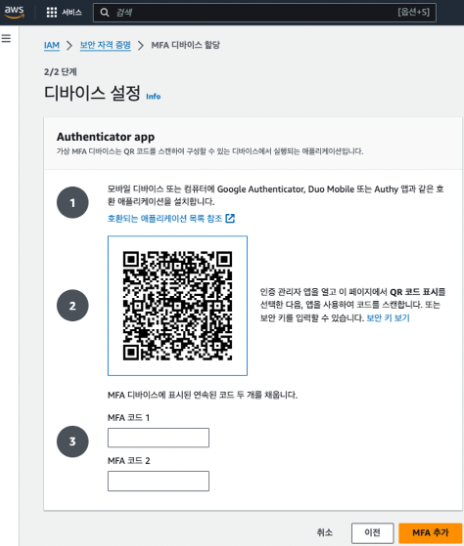 aws
서비스
검색
[옵션+S]
IAM > 보안 자격 증명 > MFA 디바이스 할당
2/2 단계
디바이스 설정 Info
Authenticator app
가상 MFA 디바이스는 QR 코드를 스캔하여 구성할 수 있는 디바이스에서 실행되는 애플리케이션입니다.
1
모바일 디바이스 또는 컴퓨터에 Google Authenticator, Duo Mobile 또는 Authy 앱과 같은 호
환 애플리케이션을 설치합니다.
호환되는 애플리케이션 목록 참조
2
인증 관리자 앱을 열고 이 페이지에서 QR 코드 표시를
선택한 다음, 앱을 사용하여 코드를 스캔합니다. 또는
보안 키를 입력할 수 있습니다. 보안 키 보기
MFA 디바이스에 표시된 연속된 코드 두 개를 채웁니다.
MFA 코드 1
3
MFA 코드 2
취소
이전
MFA 추가